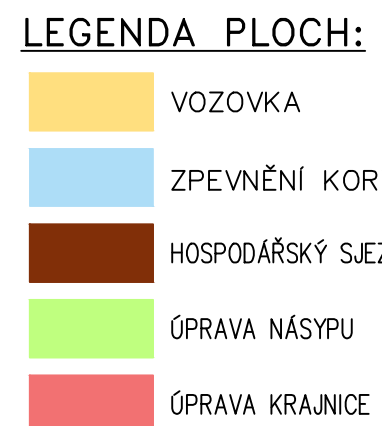 LEGENDA PLOCH:
VOZOVKA
ZPEVNĚNÍ KOR
HOSPODÁŘSKÝ SJEZ
ÚPRAVA NÁSYPU
ÚPRAVA KRAJNICE